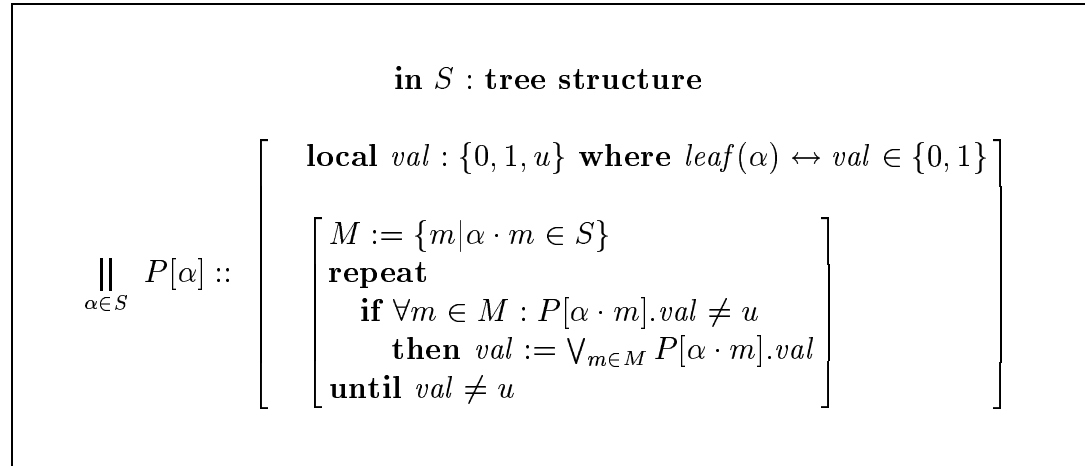 in S : tree structure
local val : {0, 1, u} where leaf(α) ↔ val ∈ {0, 1}
M := {m|α · m ∈ S}
|| α∈S P[α] ::
repeat
if ∀m ∈ M : P[α · m].val ≠ u
then val := ⋁m∈M P[α · m].val
until val ≠ u